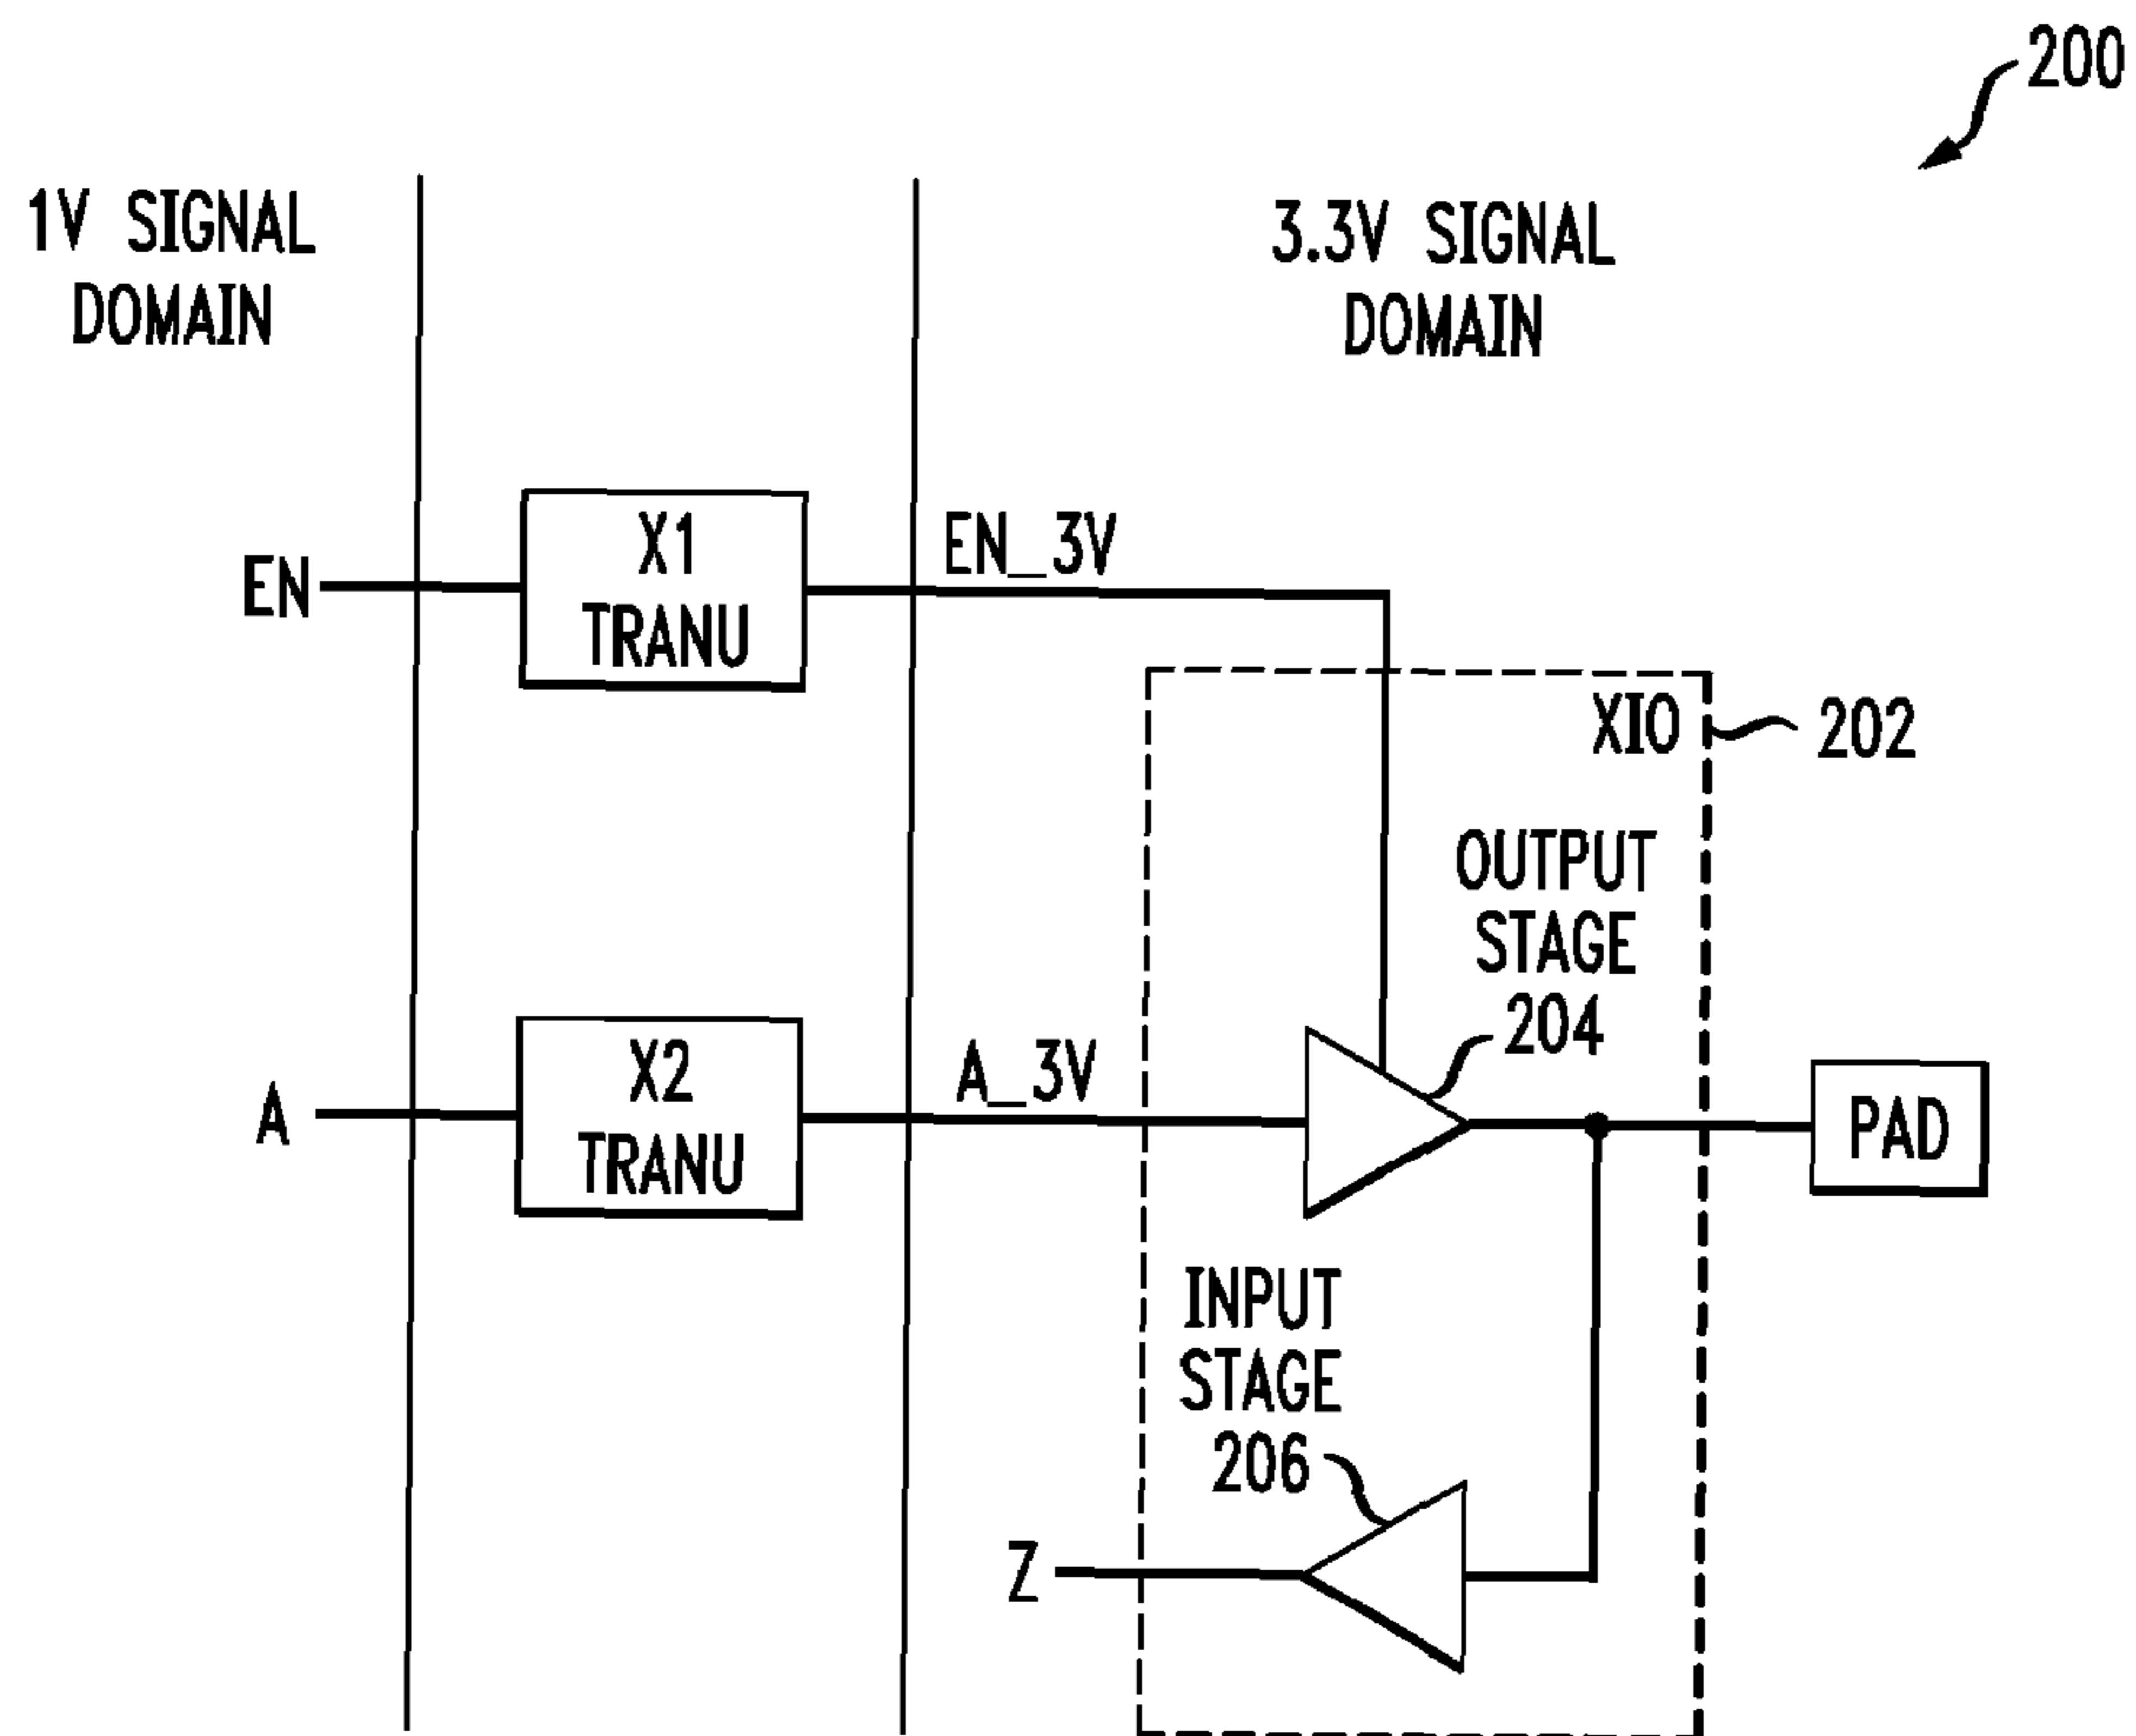 200
1V SIGNAL
DOMAIN
3.3V SIGNAL
DOMAIN
EN
X1
TRANU
EN_3V
XIO
202
OUTPUT
STAGE
204
A
X2
TRANU
A_3V
PAD
INPUT
STAGE
206
Z